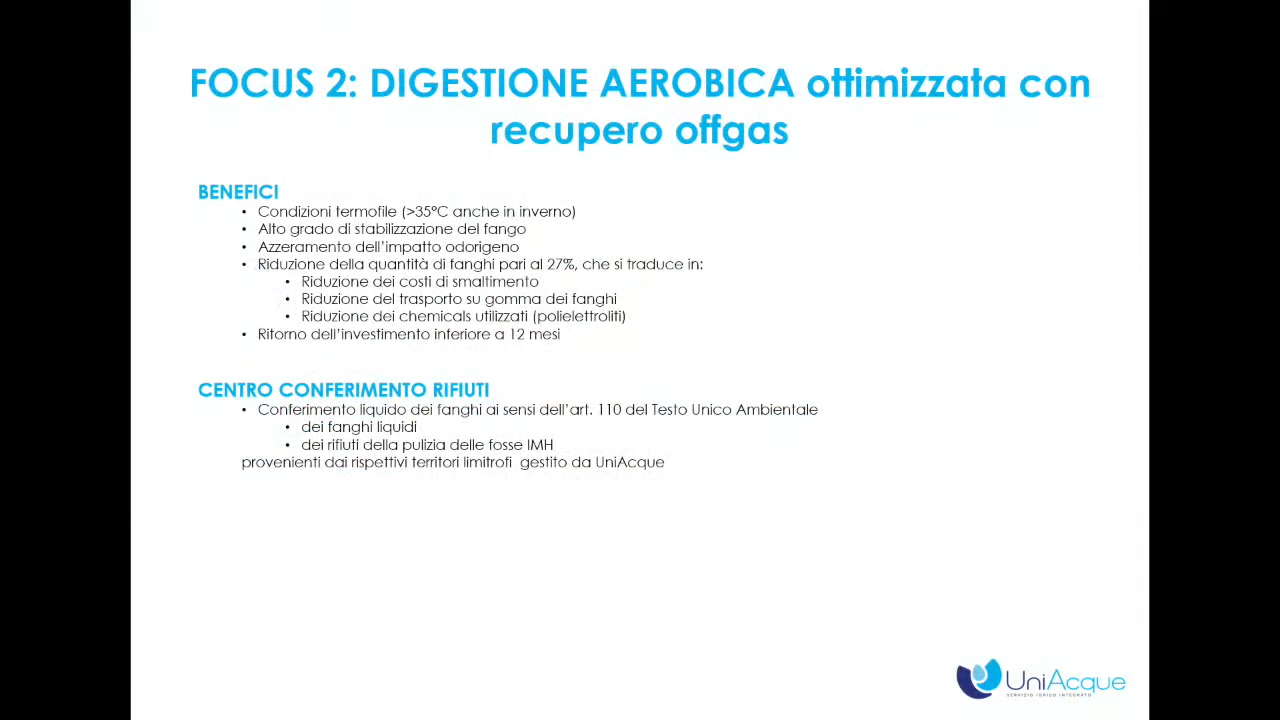 FOCUS 2: DIGESTIONE AEROBICA ottimizzata con
recupero offgas
BENEFICI
• Condizioni termofile (>35°C anche in inverno)
• Alto grado di stabilizzazione del fango
• Azzeramento dell'impatto odorigeno
• Riduzione della quantità di fanghi pari al 27%, che si traduce in:
• Riduzione dei costi di smaltimento
• Riduzione del trasporto su gomma dei fanghi
• Riduzione dei chemicals utilizzati (polielettroliti)
• Ritorno dell'investimento inferiore a 12 mesi
CENTRO CONFERIMENTO RIFIUTI
• Conferimento liquido dei fanghi ai sensi dell'art. 110 del Testo Unico Ambientale
• dei fanghi liquidi
• dei rifiuti della pulizia delle fosse IMH
provenienti dai rispettivi territori limitrofi  gestito da UniAcque
UniAcque
SERVIZIO IDRICO INTEGRATO